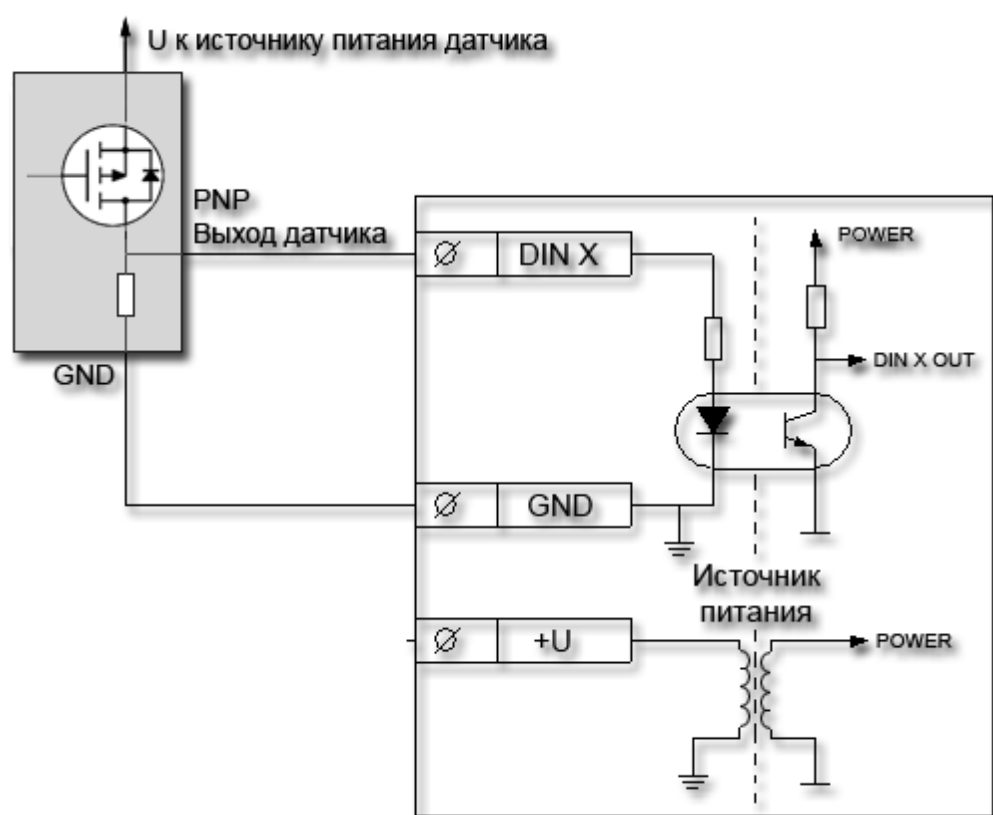 U к источнику питания датчика
PNP
Выход датчика
DIN X
POWER
DIN X OUT
GND
GND
Источник
питания
+U
POWER